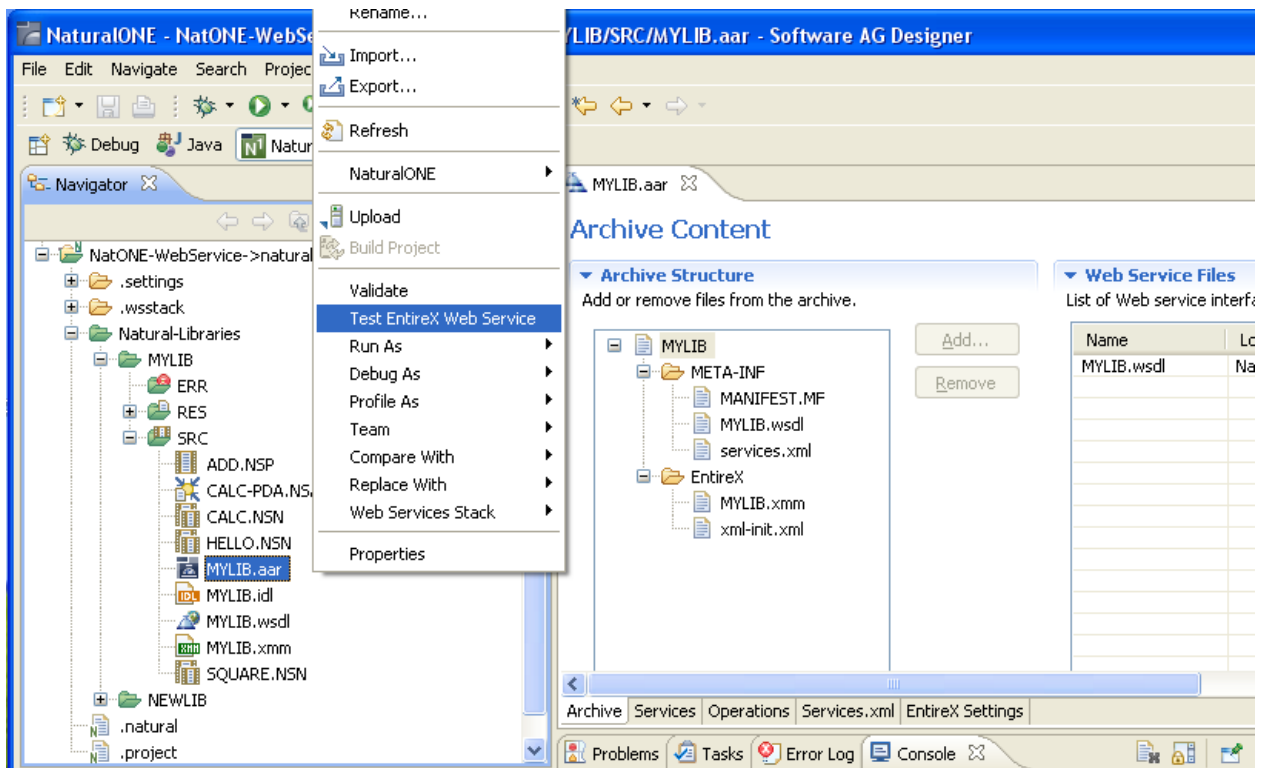 NaturalONE - NatONE-WebSe
YLIB/SRC/MYLIB.aar - Software AG Designer
File Edit Navigate Search Projec
Debug Java Natur
Navigator
NatONE-WebService->natural
.settings
.wsstack
Natural-Libraries
MYLIB
ERR
RES
SRC
ADD.NSP
CALC-PDA.NSA
CALC.NSN
HELLO.NSN
MYLIB.aar
MYLIB.idl
MYLIB.wsdl
MYLIB.xmm
SQUARE.NSN
NEWLIB
.natural
.project
Rename...
Import...
Export...
Refresh
NaturalONE
Upload
Build Project
Validate
Test EntireX Web Service
Run As
Debug As
Profile As
Team
Compare With
Replace With
Web Services Stack
Properties
MYLIB.aar
Archive Content
Archive Structure
Add or remove files from the archive.
MYLIB
META-INF
MANIFEST.MF
MYLIB.wsdl
services.xml
EntireX
MYLIB.xmm
xml-init.xml
Add...
Remove
Web Service Files
List of Web service interfa
Name Lo
MYLIB.wsdl Na
Archive Services Operations Services.xml EntireX Settings
Problems Tasks Error Log Console